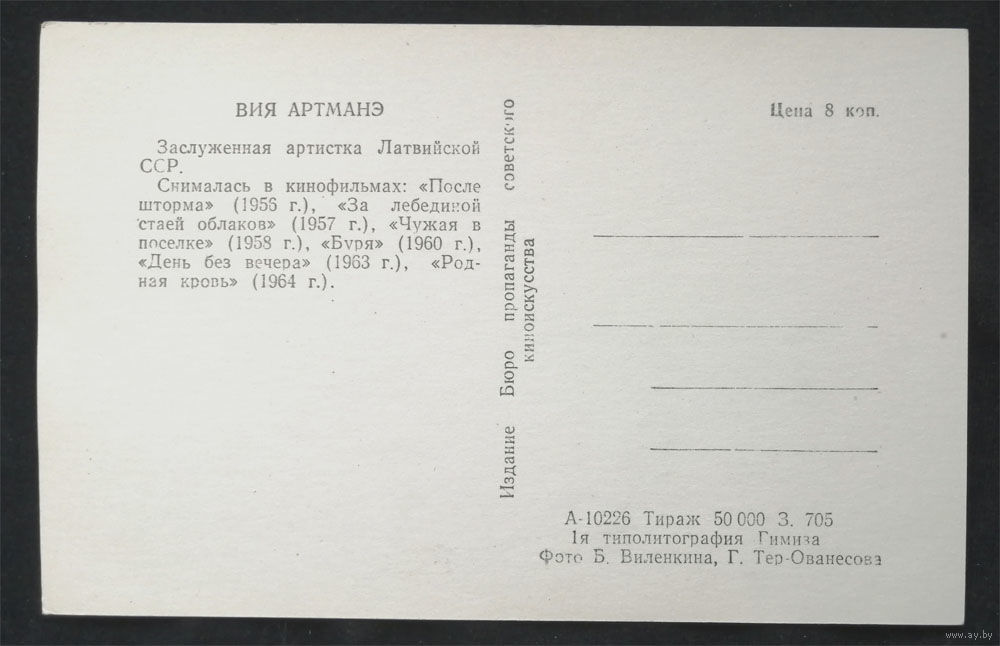 ВИЯ АРТМАНЭ
Заслуженная артистка Латвийской
ССР.
Снималась в кинофильмах: «После
шторма» (1956 г.), «За лебединой
стаей облаков» (1957 г.), «Чужая в
поселке» (1958 г.), «Буря» (1960 г.),
«День без вечера» (1963 г.), «Род-
ная кровь» (1964 г.).
Издание Бюро пропаганды советского
киноискусства
Цена 8 коп.
А-10226 Тираж 50 000 З. 705
1я типолитография Гимиза
Фото Б. Виленкина, Г. Тер-Ованесова
www.ay.by